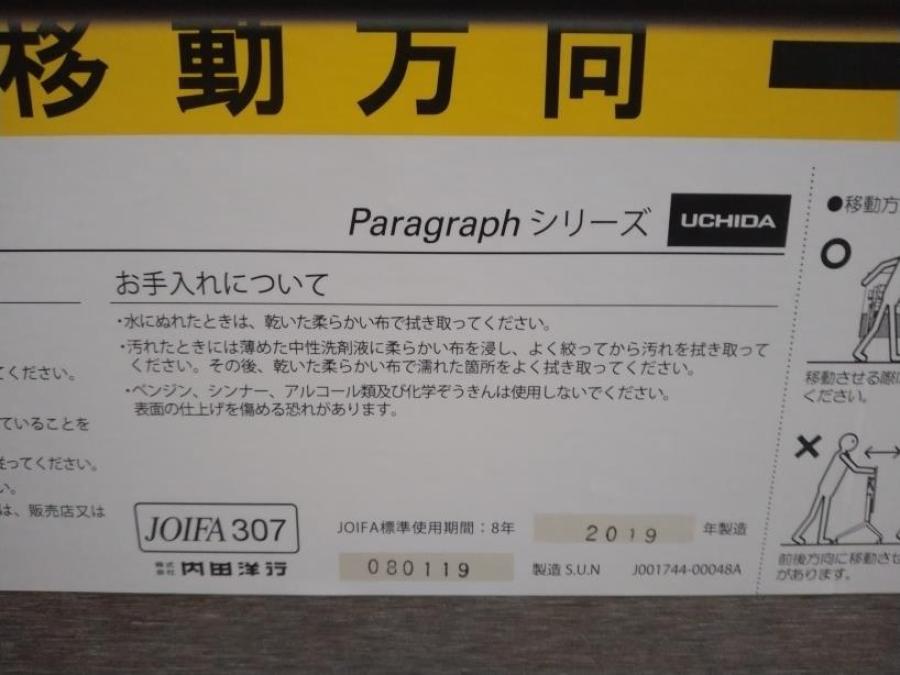 移動方向
Paragraph シリーズ UCHIDA
お手入れについて
・水にぬれたときは、乾いた柔らかい布で拭き取ってください。
・汚れたときには薄めた中性洗剤液に柔らかい布を浸し、よく絞ってから汚れを拭き取って
ください。その後、乾いた柔らかい布で濡れた箇所をよく拭き取ってください。
・ベンジン、シンナー、アルコール類及び化学ぞうきんは使用しないでください。
表面の仕上げを傷める恐れがあります。
てください。
ていることを
従ってください。
い。
は、販売店又は
JOIFA 307
JOIFA標準使用期間：8年
2019 年製造
株式会社 内田洋行
080119
製造 S.U.N J001744-00048A
●移動方
移動させる際に
ください。
前後方向に移動させ
があります。